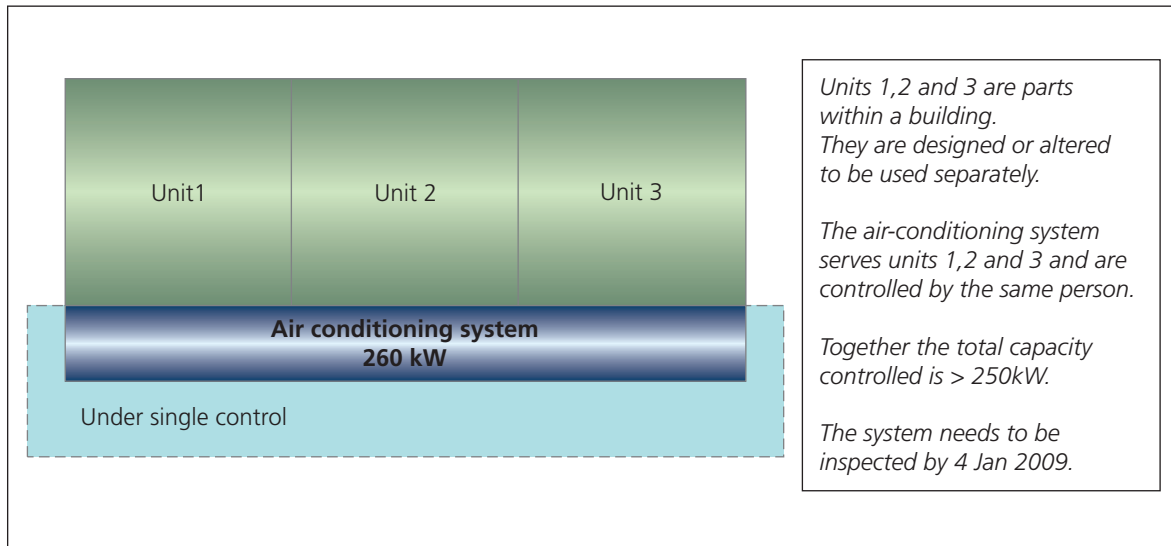 Unit1
Unit 2
Unit 3
Air conditioning system
260 kW
Under single control
Units 1,2 and 3 are parts
within a building.
They are designed or altered
to be used separately.
The air-conditioning system
serves units 1,2 and 3 and are
controlled by the same person.
Together the total capacity
controlled is > 250kW.
The system needs to be
inspected by 4 Jan 2009.